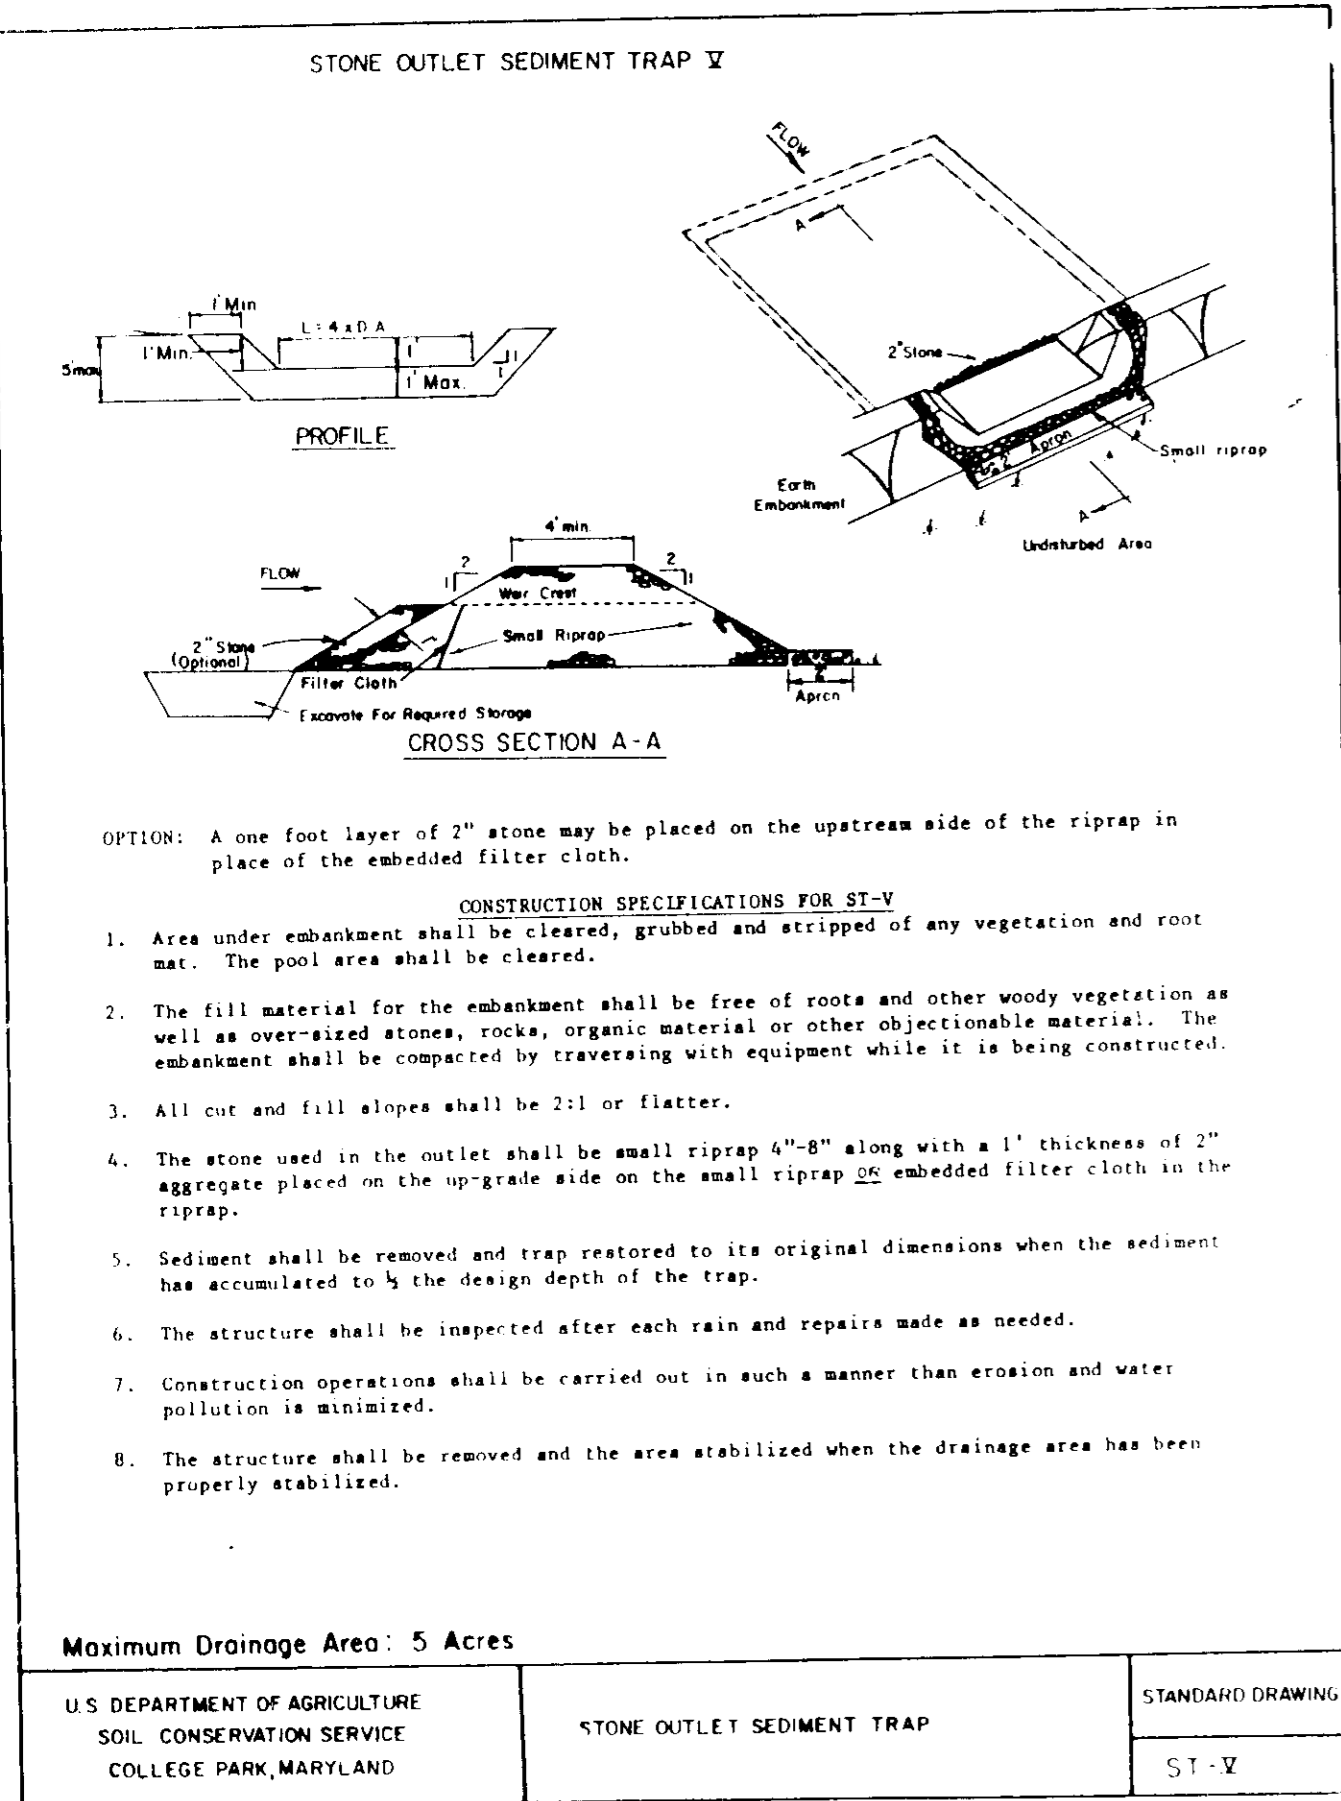 STONE OUTLET SEDIMENT TRAP V
FLOW
A
1' Min
L = 4 x D.A
1'
1' Min.
5' max
1
1
1' Max.
PROFILE
2" Stone
Small riprap
2' Apron
Earth
Embankment
A
Undisturbed Area
4' min.
FLOW
2
1
2
1
Weir Crest
2" Stone
(Optional)
1'
Small Riprap
Filter Cloth
2'
Apron
Excavate For Required Storage
CROSS SECTION A-A
OPTION: A one foot layer of 2" stone may be placed on the upstream side of the riprap in
place of the embedded filter cloth.
CONSTRUCTION SPECIFICATIONS FOR ST-V
1. Area under embankment shall be cleared, grubbed and stripped of any vegetation and root
mat. The pool area shall be cleared.
2. The fill material for the embankment shall be free of roots and other woody vegetation as
well as over-sized stones, rocks, organic material or other objectionable material. The
embankment shall be compacted by traversing with equipment while it is being constructed.
3. All cut and fill slopes shall be 2:1 or flatter.
4. The stone used in the outlet shall be small riprap 4"-8" along with a 1' thickness of 2"
aggregate placed on the up-grade side on the small riprap OR embedded filter cloth in the
riprap.
5. Sediment shall be removed and trap restored to its original dimensions when the sediment
has accumulated to ½ the design depth of the trap.
6. The structure shall be inspected after each rain and repairs made as needed.
7. Construction operations shall be carried out in such a manner than erosion and water
pollution is minimized.
8. The structure shall be removed and the area stabilized when the drainage area has been
properly stabilized.
Maximum Drainage Area: 5 Acres
U.S DEPARTMENT OF AGRICULTURE
SOIL CONSERVATION SERVICE
COLLEGE PARK, MARYLAND
STONE OUTLET SEDIMENT TRAP
STANDARD DRAWING
ST-V